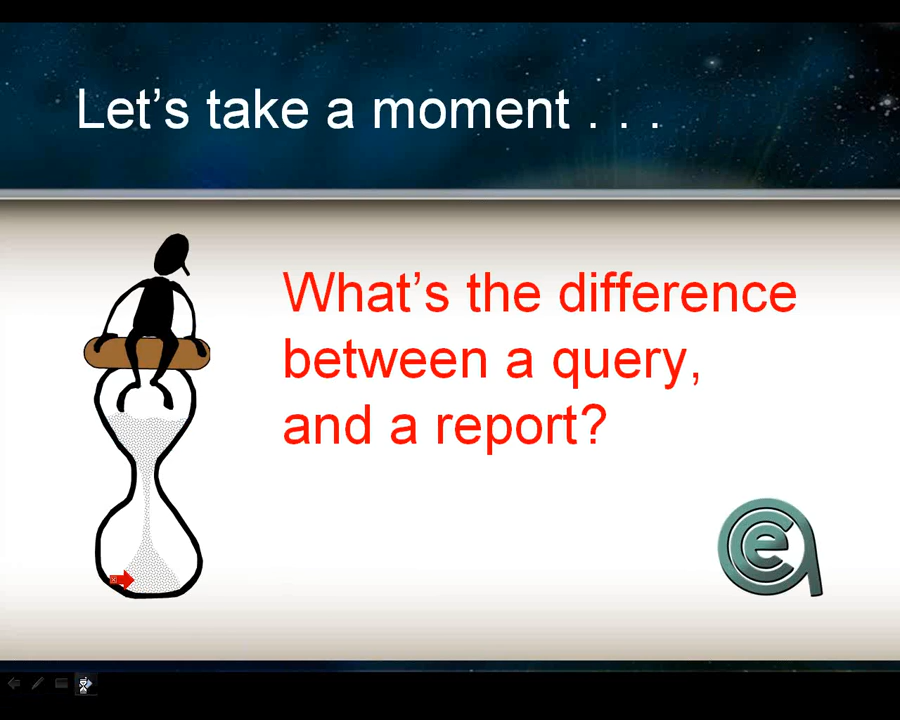 Let’s take a moment . . .
What’s the difference
between a query,
and a report?